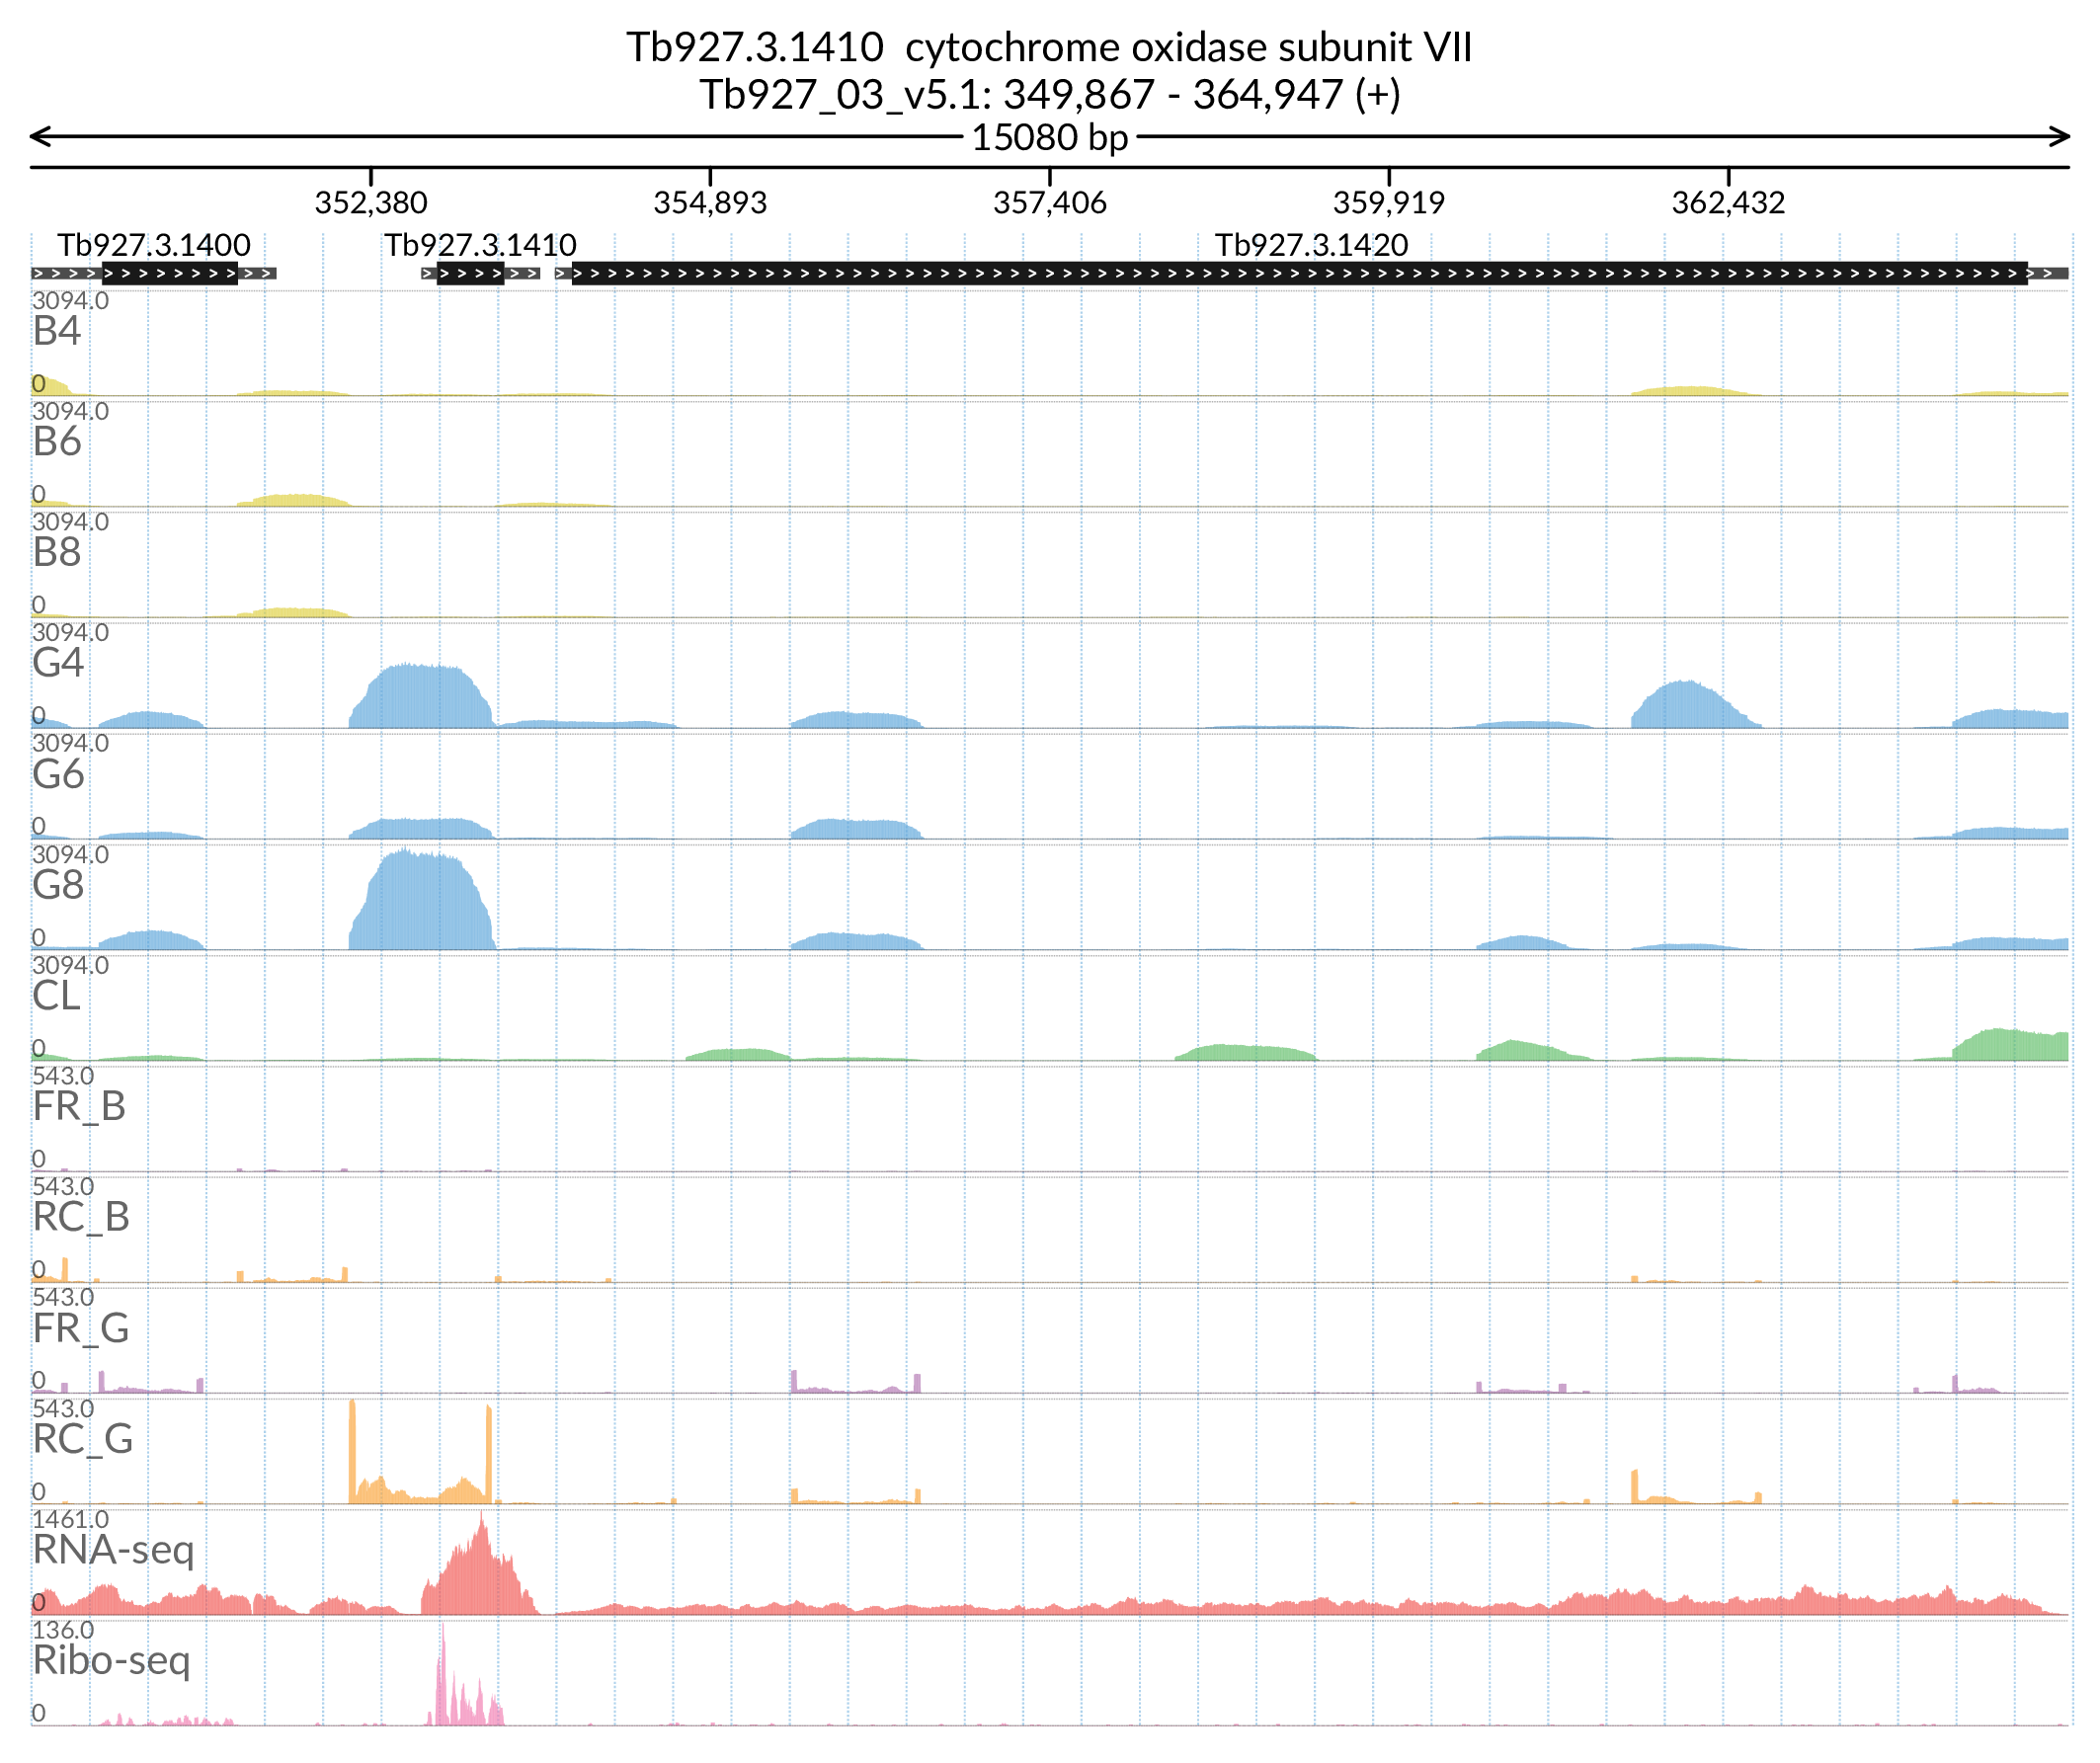 Tb927.3.1410 cytochrome oxidase subunit VII
Tb927_03_v5.1: 349,867 - 364,947 (+)
15080 bp
352,380 354,893 357,406 359,919 362,432
Tb927.3.1400 Tb927.3.1410 Tb927.3.1420
3094.0
B4
0
3094.0
B6
0
3094.0
B8
0
3094.0
G4
0
3094.0
G6
0
3094.0
G8
0
3094.0
CL
0
543.0
FR_B
0
543.0
RC_B
0
543.0
FR_G
0
543.0
RC_G
0
1461.0
RNA-seq
0
136.0
Ribo-seq
0